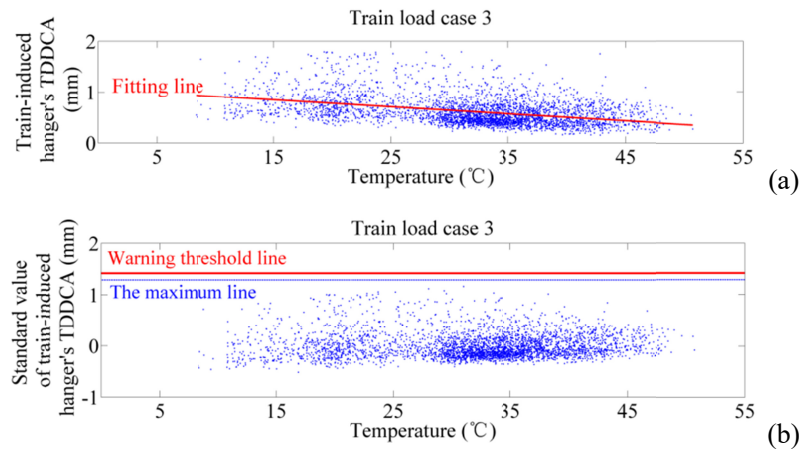 Train load case 3
Train-induced
hanger's TDDCA
(mm)
2
1
0
Fitting line
5
15
25
35
45
55
Temperature (℃)
(a)
Train load case 3
Standard value
of train-induced
hanger's TDDCA (mm)
2
1
0
-1
Warning threshold line
The maximum line
5
15
25
35
45
55
Temperature (℃)
(b)